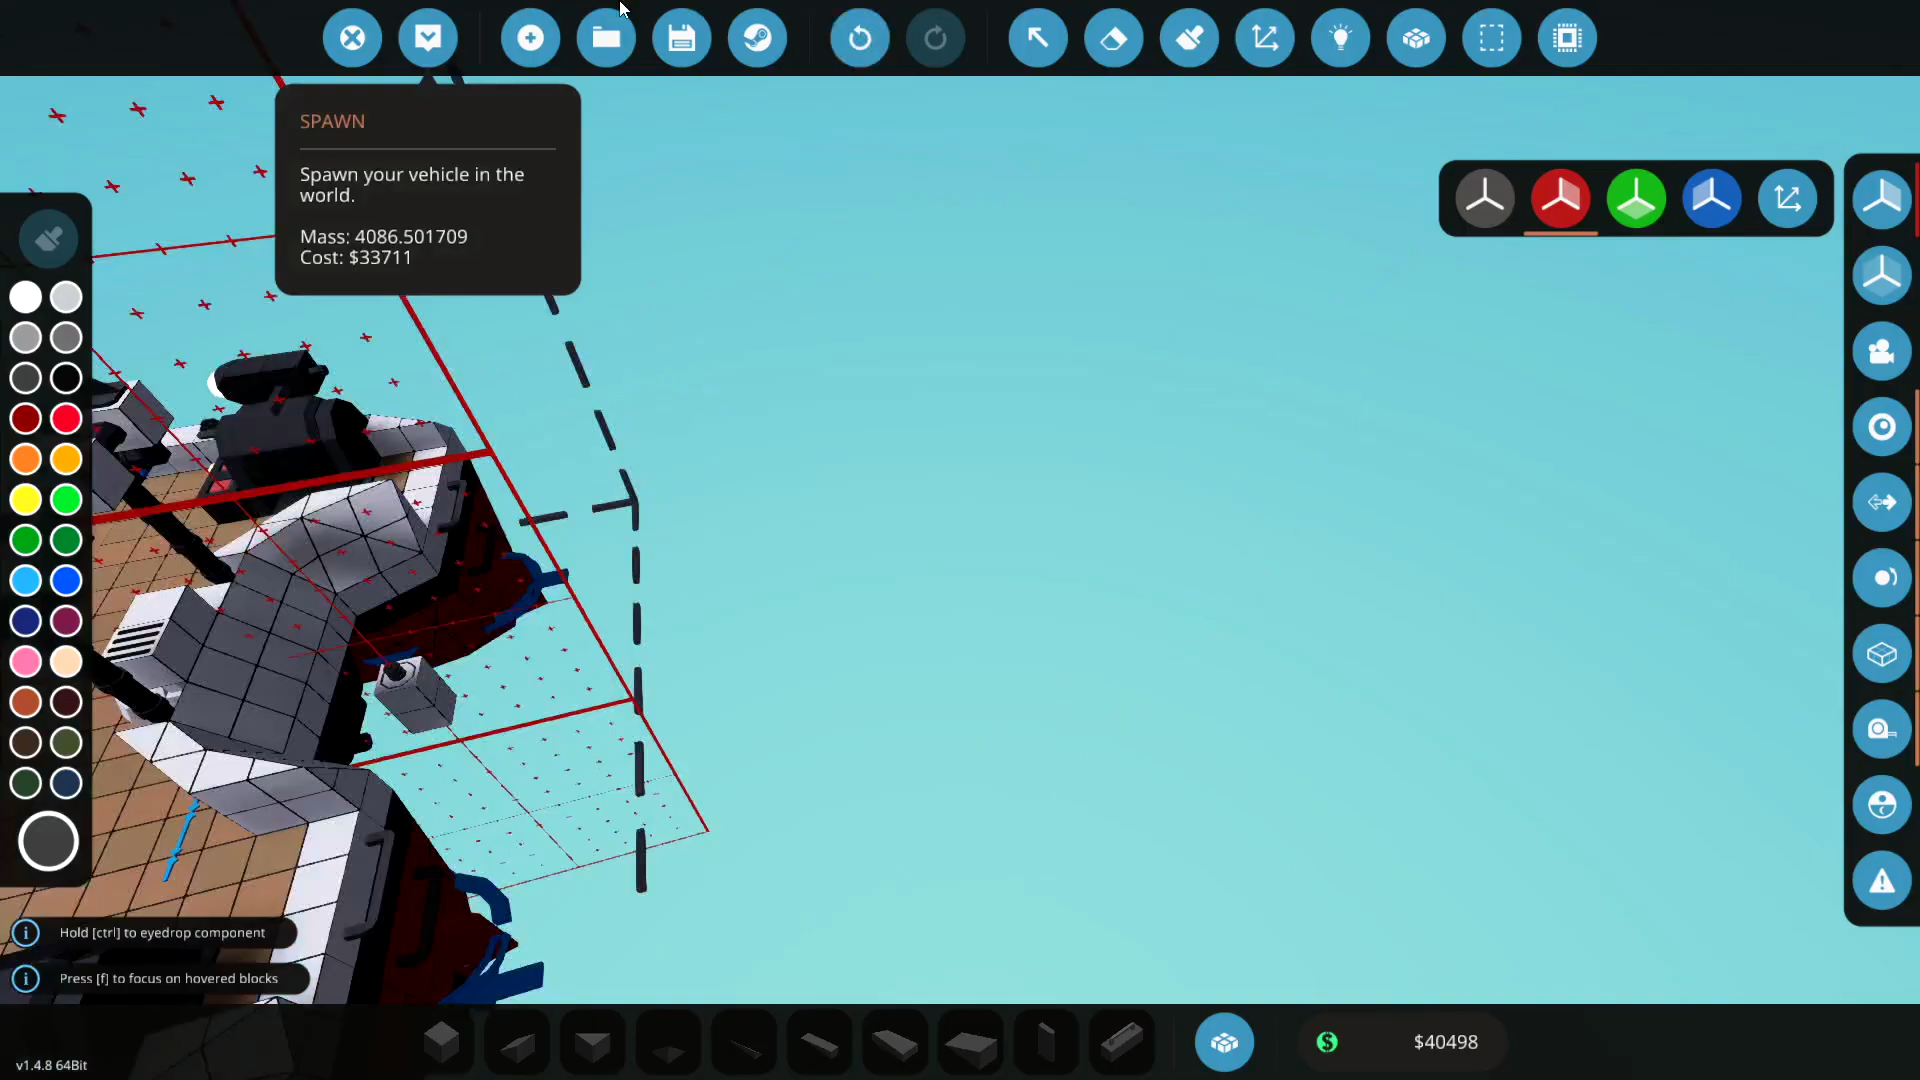 SPAWN
Spawn your vehicle in the
world.
Mass: 4086.501709
Cost: $33711
Hold [ctrl] to eyedrop component
Press [f] to focus on hovered blocks
$40498
v1.4.8 64Bit